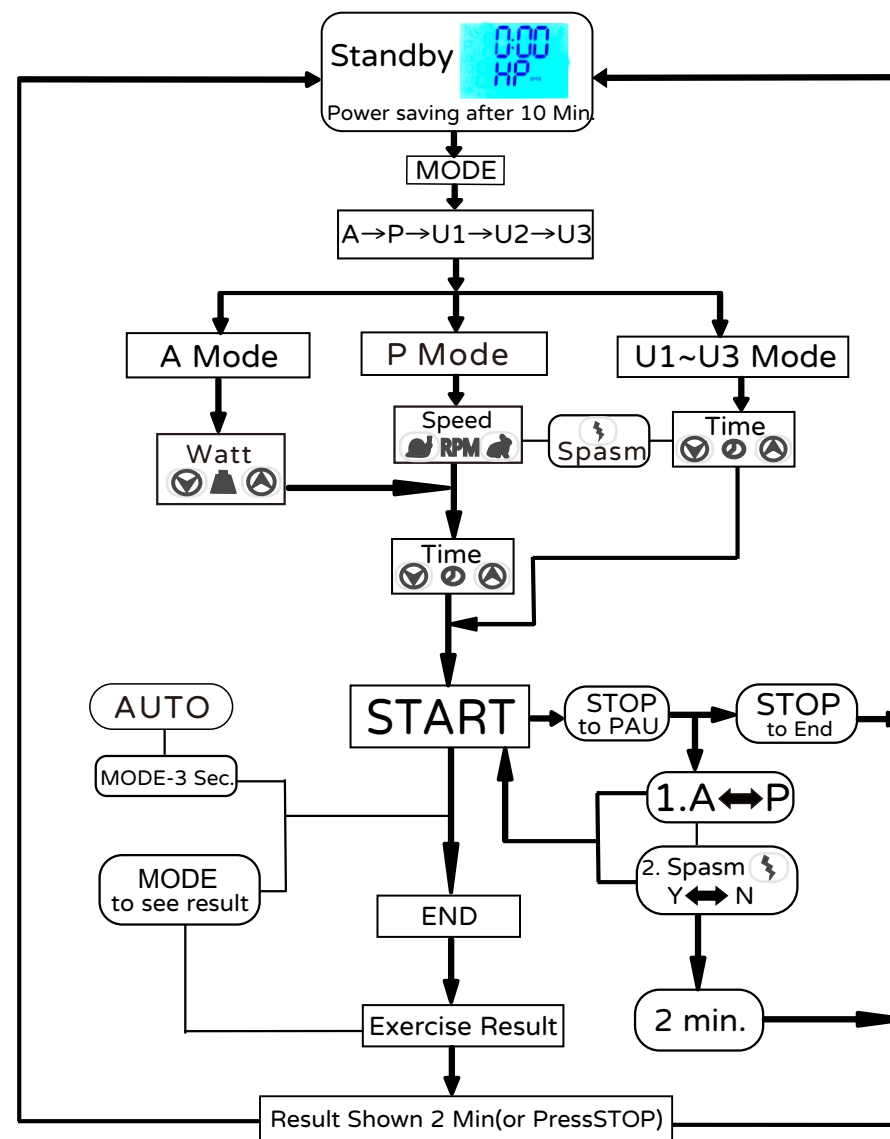 Standby
0:00
HP
RPM
Power saving after 10 Min.
MODE
A→P→U1→U2→U3
A Mode
P Mode
U1~U3 Mode
Watt
Speed
RPM
Spasm
Time
Time
START
STOP
to PAU
STOP
to End
AUTO
MODE-3 Sec.
1.A⬌P
MODE
to see result
2. Spasm
Y⬌N
END
2 min.
Exercise Result
Result Shown 2 Min(or PressSTOP)